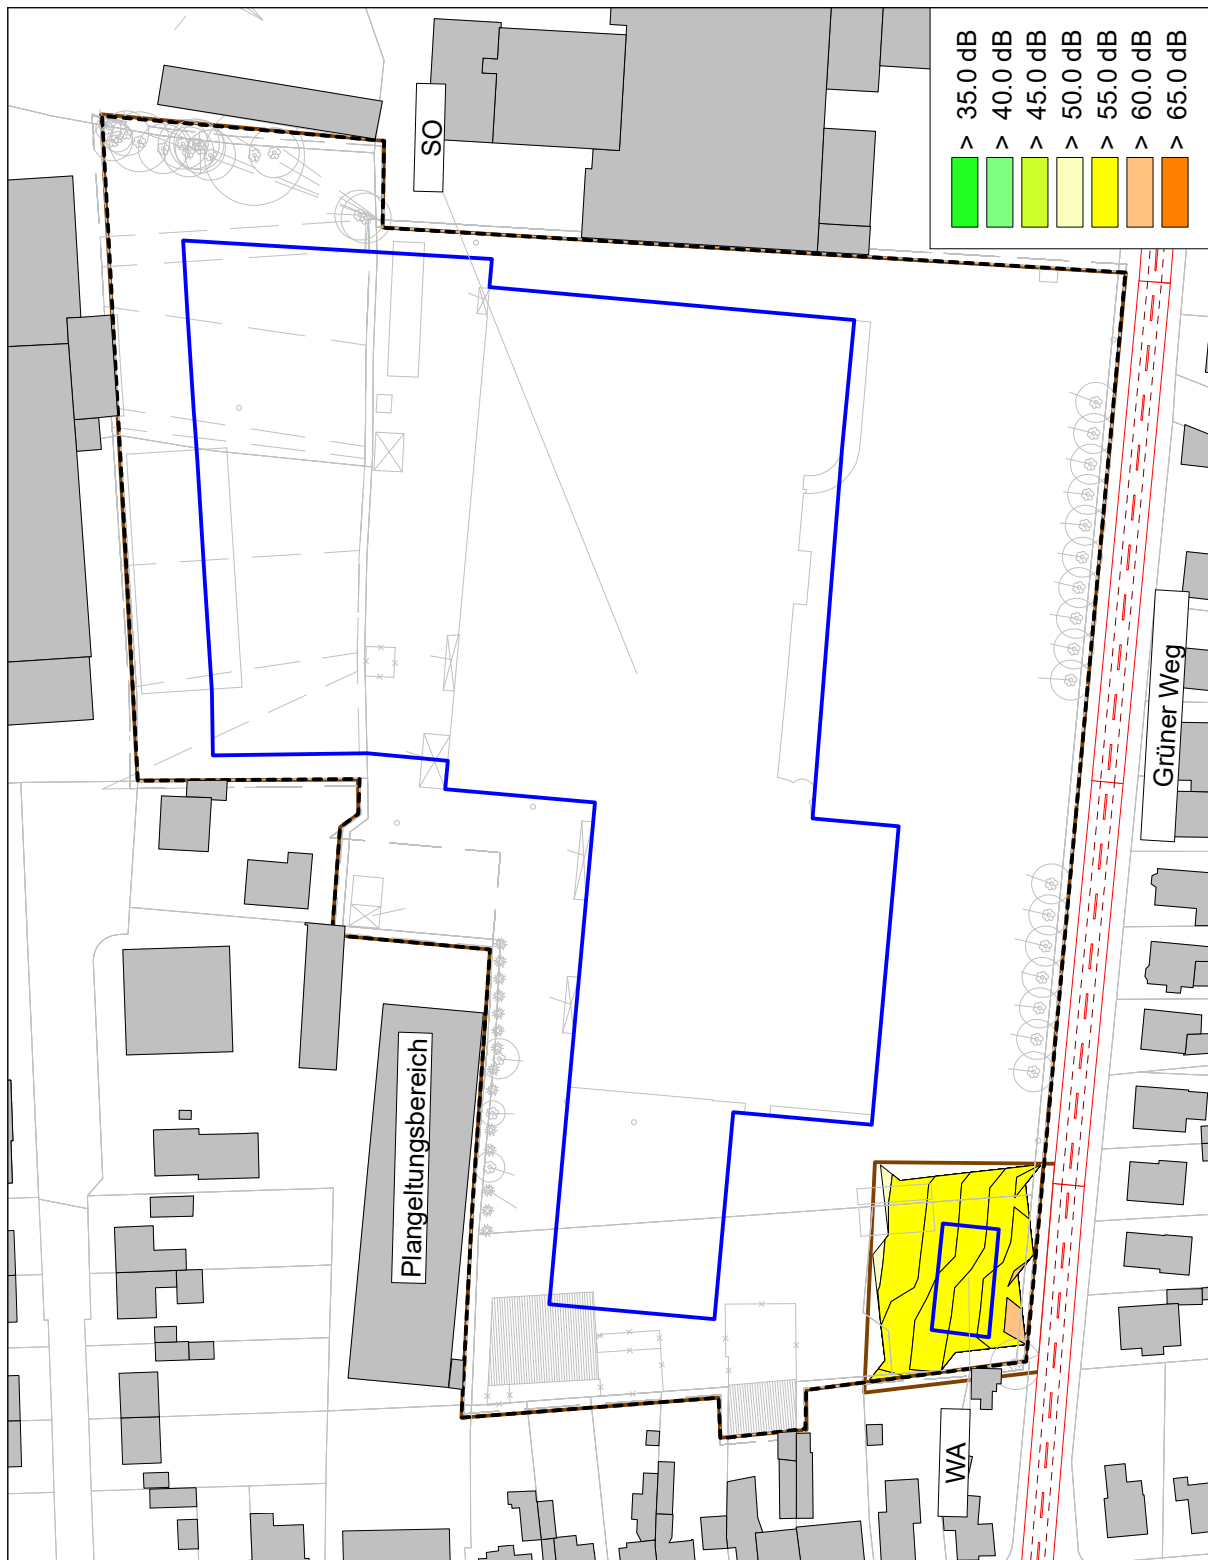 SO
> 35.0 dB
> 40.0 dB
> 45.0 dB
> 50.0 dB
> 55.0 dB
> 60.0 dB
> 65.0 dB
Plangeltungsbereich
Grüner Weg
WA